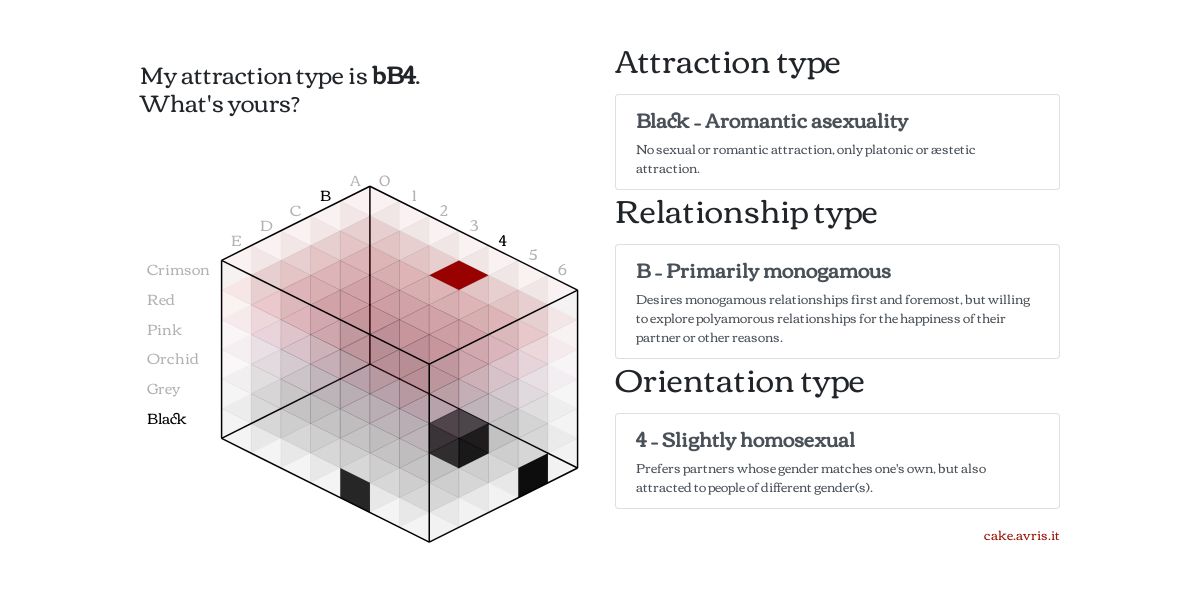 My attraction type is bB4.
What's yours?
A O
B 1
C 2
D 3
E 4
5
6
Crimson
Red
Pink
Orchid
Grey
Black
Attraction type
Black – Aromantic asexuality
No sexual or romantic attraction, only platonic or æstetic
attraction.
Relationship type
B – Primarily monogamous
Desires monogamous relationships first and foremost, but willing
to explore polyamorous relationships for the happiness of their
partner or other reasons.
Orientation type
4 – Slightly homosexual
Prefers partners whose gender matches one's own, but also
attracted to people of different gender(s).
cake.avris.it